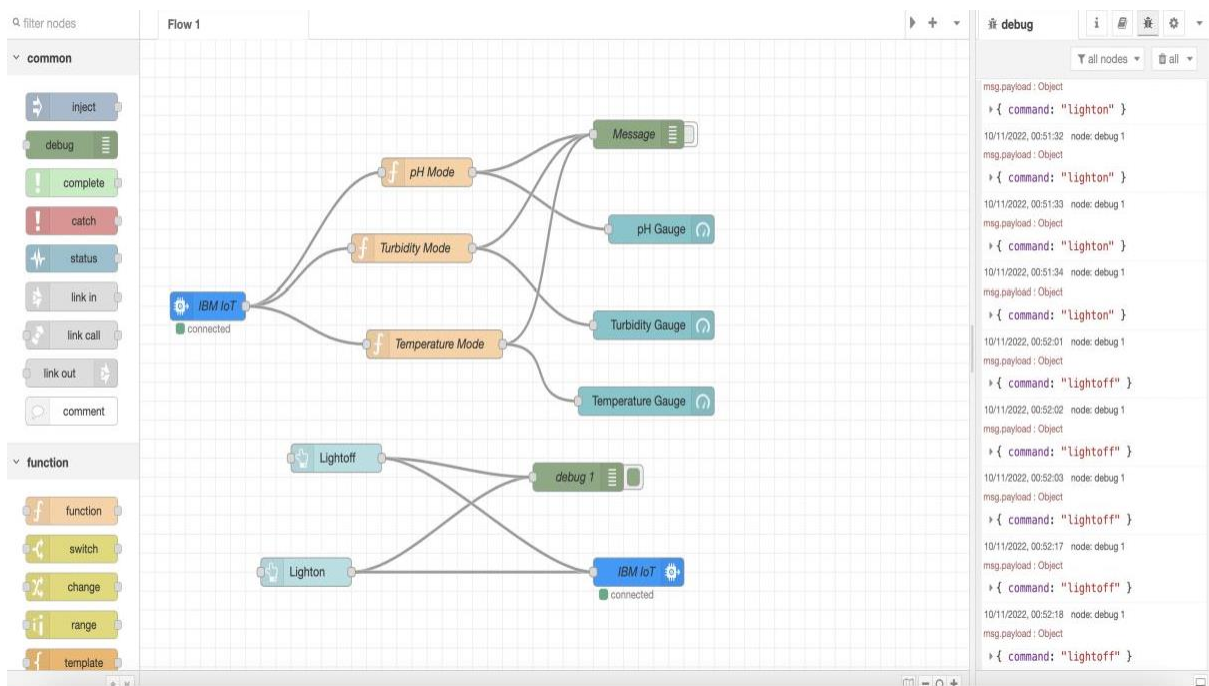 filter nodes
common
inject
debug
complete
catch
status
link in
link call
link out
comment
function
function
switch
change
range
template
Flow 1
Message
pH Mode
pH Gauge
Turbidity Mode
IBM IoT
connected
Turbidity Gauge
Temperature Mode
Temperature Gauge
Lightoff
debug 1
Lighton
IBM IoT
connected
debug
i
all nodes
all
msg.payload : Object
{ command: "lighton" }
10/11/2022, 00:51:32 node: debug 1
msg.payload : Object
{ command: "lighton" }
10/11/2022, 00:51:33 node: debug 1
msg.payload : Object
{ command: "lighton" }
10/11/2022, 00:51:34 node: debug 1
msg.payload : Object
{ command: "lighton" }
10/11/2022, 00:52:01 node: debug 1
msg.payload : Object
{ command: "lightoff" }
10/11/2022, 00:52:02 node: debug 1
msg.payload : Object
{ command: "lightoff" }
10/11/2022, 00:52:03 node: debug 1
msg.payload : Object
{ command: "lightoff" }
10/11/2022, 00:52:17 node: debug 1
msg.payload : Object
{ command: "lightoff" }
10/11/2022, 00:52:18 node: debug 1
msg.payload : Object
{ command: "lightoff" }